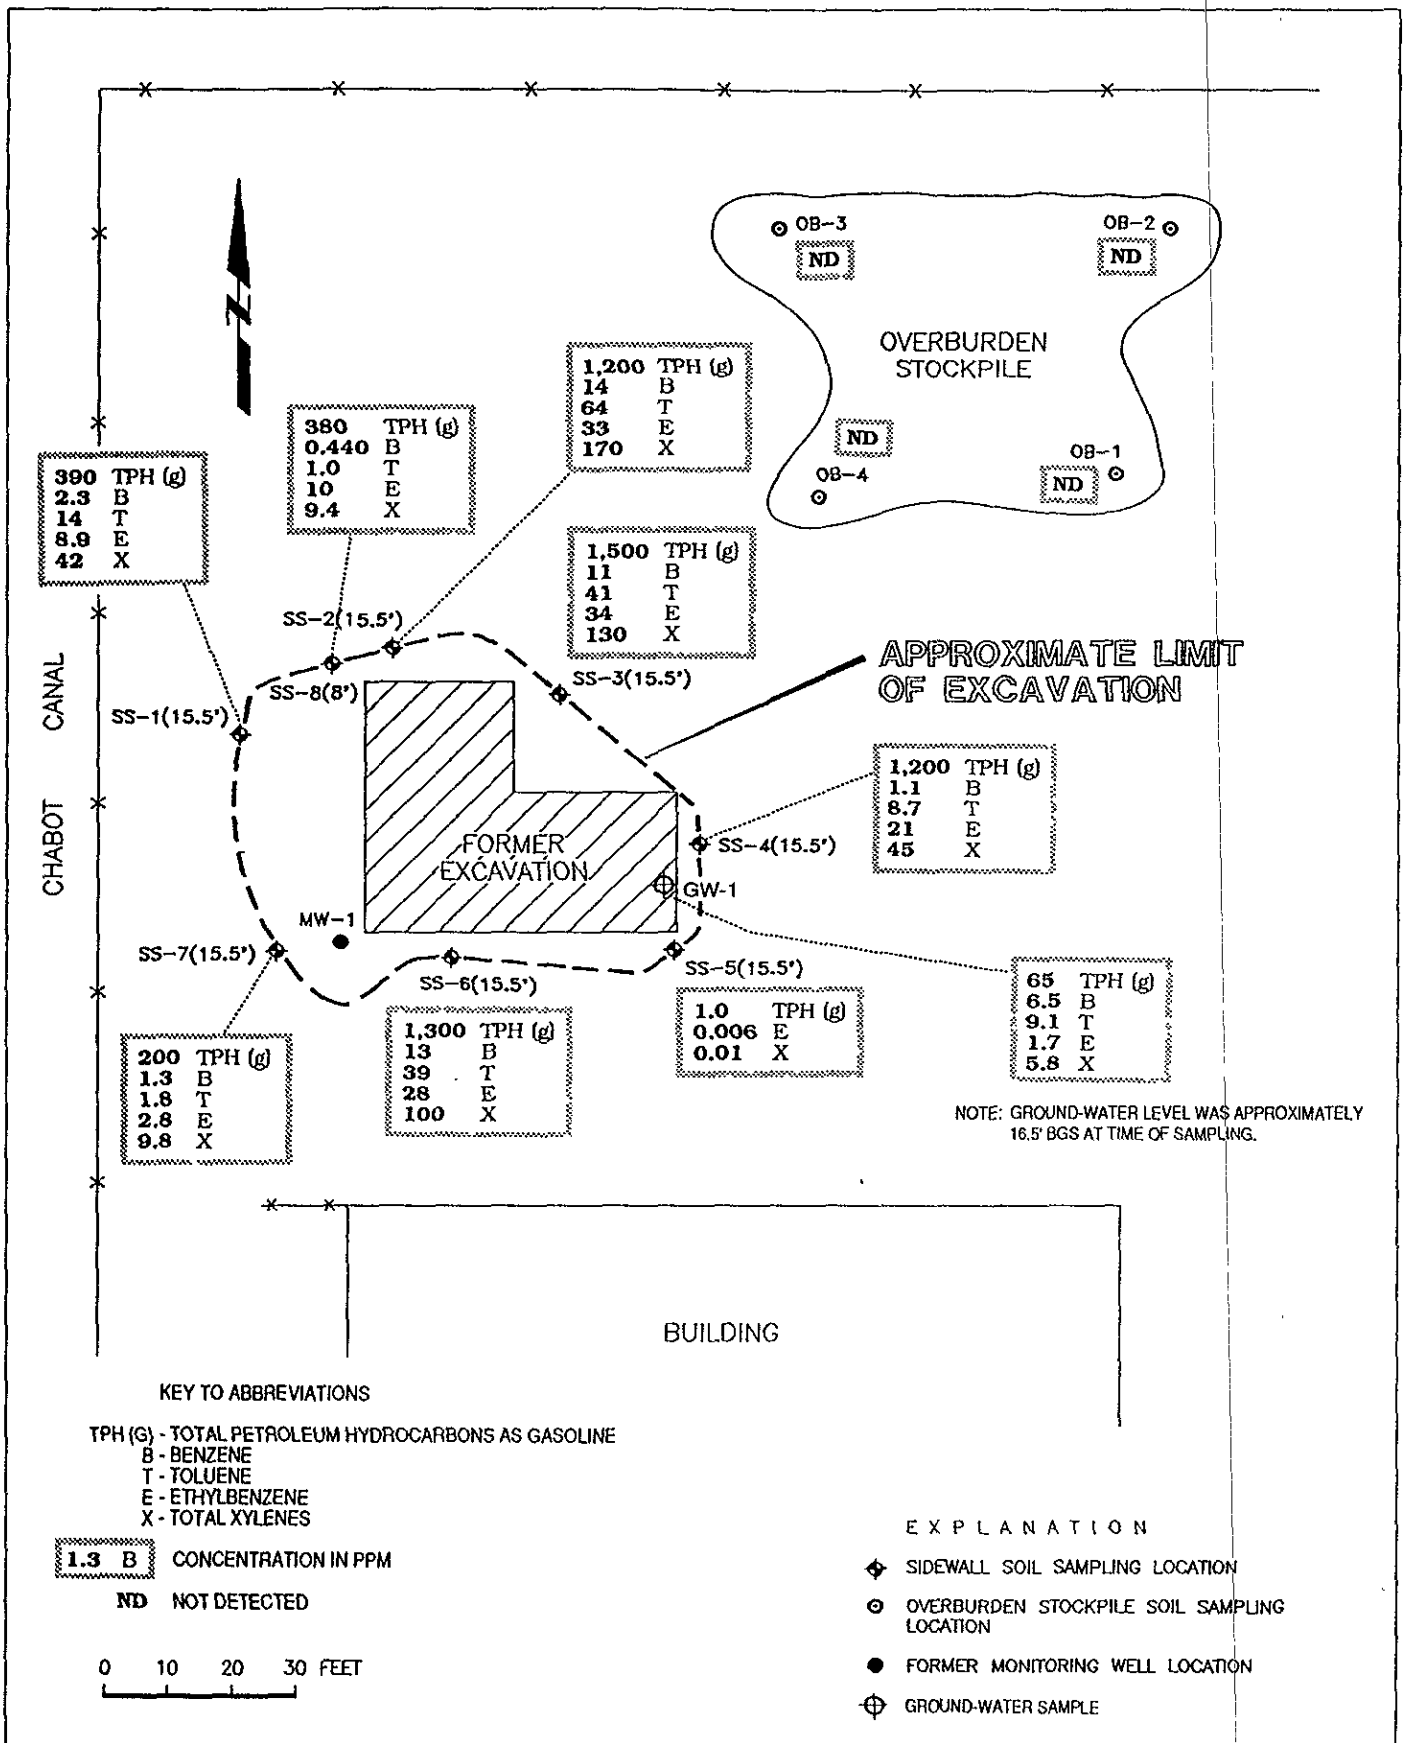 N
OB-3
ND
OB-2
ND
OVERBURDEN
STOCKPILE
ND
OB-4
OB-1
ND
1,200 TPH (g)
14 B
64 T
33 E
170 X
380 TPH (g)
0.440 B
1.0 T
10 E
9.4 X
390 TPH (g)
2.3 B
14 T
8.9 E
42 X
1,500 TPH (g)
11 B
41 T
34 E
130 X
SS-2(15.5')
SS-8(8')
SS-3(15.5')
SS-1(15.5')
APPROXIMATE LIMIT
OF EXCAVATION
CHABOT CANAL
1,200 TPH (g)
1.1 B
8.7 T
21 E
45 X
FORMER
EXCAVATION
SS-4(15.5')
GW-1
MW-1
SS-7(15.5')
SS-6(15.5')
SS-5(15.5')
65 TPH (g)
6.5 B
9.1 T
1.7 E
5.8 X
1.0 TPH (g)
0.006 E
0.01 X
1,300 TPH (g)
13 B
39 T
28 E
100 X
200 TPH (g)
1.3 B
1.8 T
2.8 E
9.8 X
NOTE: GROUND-WATER LEVEL WAS APPROXIMATELY
16.5' BGS AT TIME OF SAMPLING.
BUILDING
KEY TO ABBREVIATIONS
TPH (G) - TOTAL PETROLEUM HYDROCARBONS AS GASOLINE
B - BENZENE
T - TOLUENE
E - ETHYLBENZENE
X - TOTAL XYLENES
1.3 B CONCENTRATION IN PPM
ND NOT DETECTED
0 10 20 30 FEET
EXPLANATION
SIDEWALL SOIL SAMPLING LOCATION
OVERBURDEN STOCKPILE SOIL SAMPLING
LOCATION
FORMER MONITORING WELL LOCATION
GROUND-WATER SAMPLE